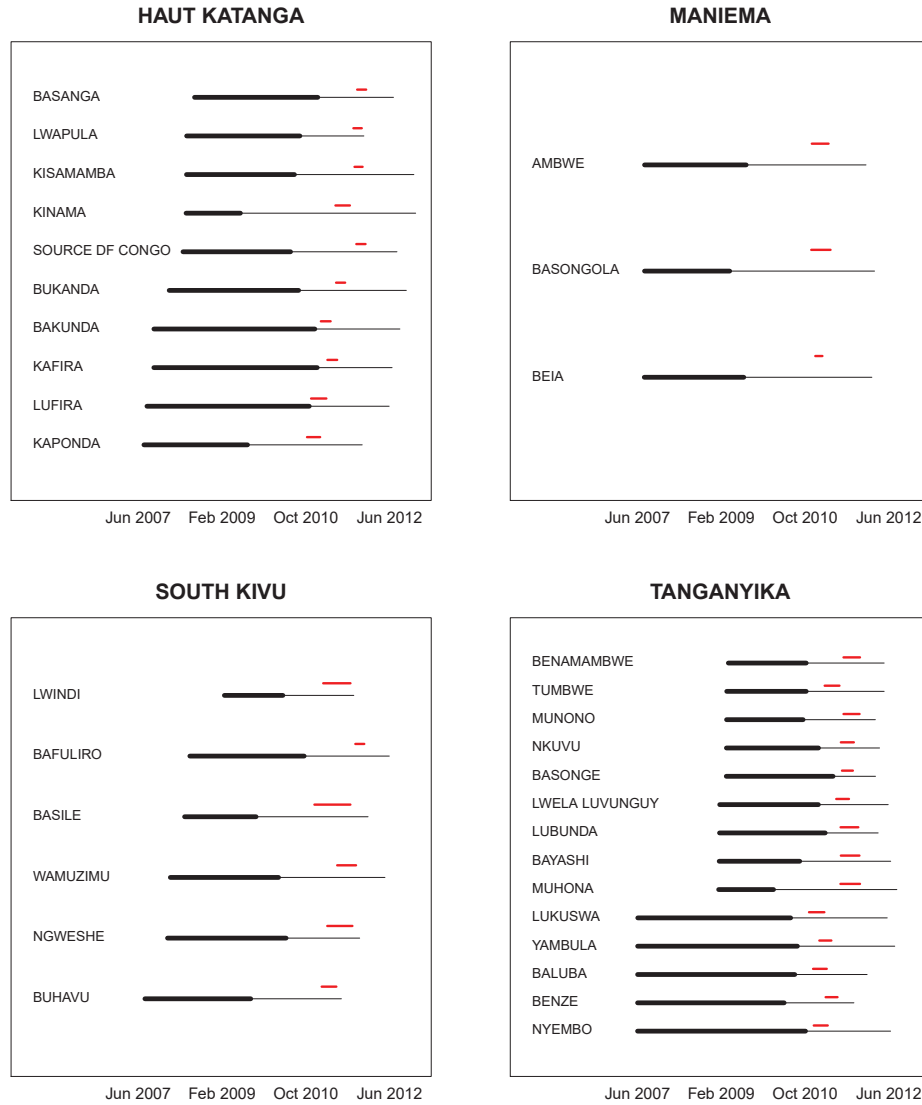 HAUT KATANGA
BASANGA
LWAPULA
KISAMAMBA
KINAMA
SOURCE DF CONGO
BUKANDA
BAKUNDA
KAFIRA
LUFIRA
KAPONDA
Jun 2007 Feb 2009 Oct 2010 Jun 2012
MANIEMA
AMBWE
BASONGOLA
BEIA
Jun 2007 Feb 2009 Oct 2010 Jun 2012
SOUTH KIVU
LWINDI
BAFULIRO
BASILE
WAMUZIMU
NGWESHE
BUHAVU
Jun 2007 Feb 2009 Oct 2010 Jun 2012
TANGANYIKA
BENAMAMBWE
TUMBWE
MUNONO
NKUVU
BASONGE
LWELA LUVUNGUY
LUBUNDA
BAYASHI
MUHONA
LUKUSWA
YAMBULA
BALUBA
BENZE
NYEMBO
Jun 2007 Feb 2009 Oct 2010 Jun 2012